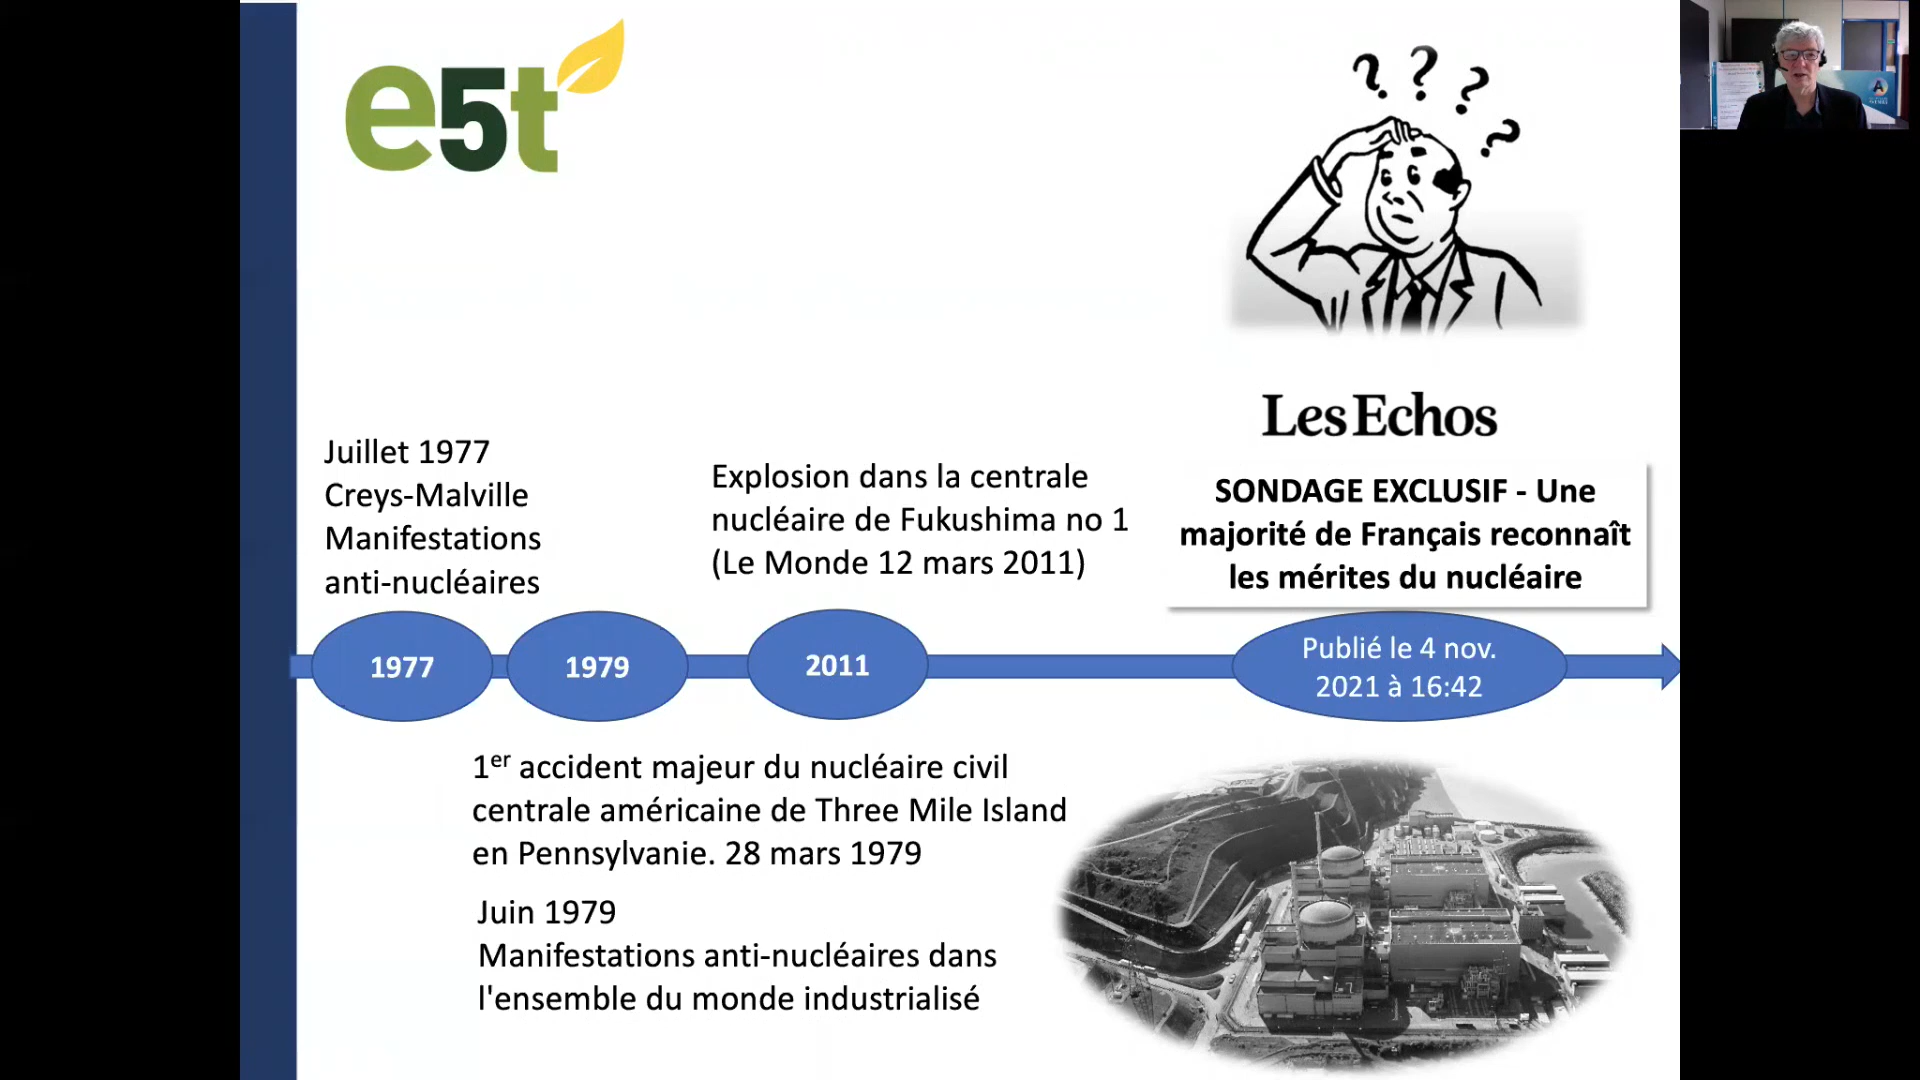 e5t
? ? ? ?
Les Echos
Juillet 1977
Creys-Malville
Manifestations
anti-nucléaires
Explosion dans la centrale
nucléaire de Fukushima no 1
(Le Monde 12 mars 2011)
SONDAGE EXCLUSIF - Une
majorité de Français reconnaît
les mérites du nucléaire
1977
1979
2011
Publié le 4 nov.
2021 à 16:42
1er accident majeur du nucléaire civil
centrale américaine de Three Mile Island
en Pennsylvanie. 28 mars 1979
Juin 1979
Manifestations anti-nucléaires dans
l'ensemble du monde industrialisé